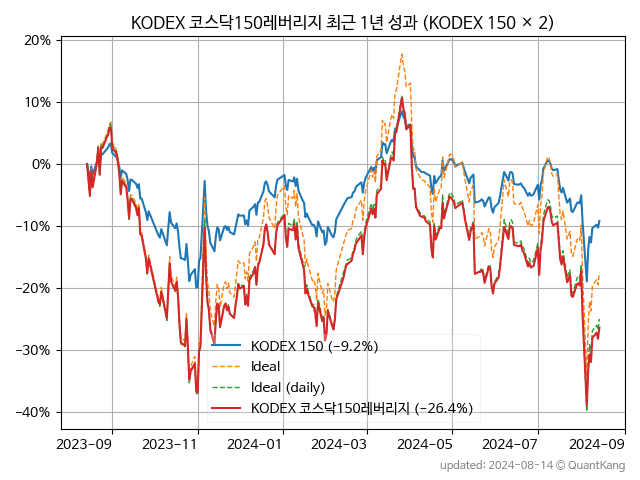 KODEX 코스닥150레버리지 최근 1년 성과 (KODEX 150 × 2)
20%
10%
0%
−10%
−20%
−30%
−40%
KODEX 150 (−9.2%)
Ideal
Ideal (daily)
KODEX 코스닥150레버리지 (−26.4%)
2023-09 2023-11 2024-01 2024-03 2024-05 2024-07 2024-09
updated: 2024-08-14 ⓒ QuantKang